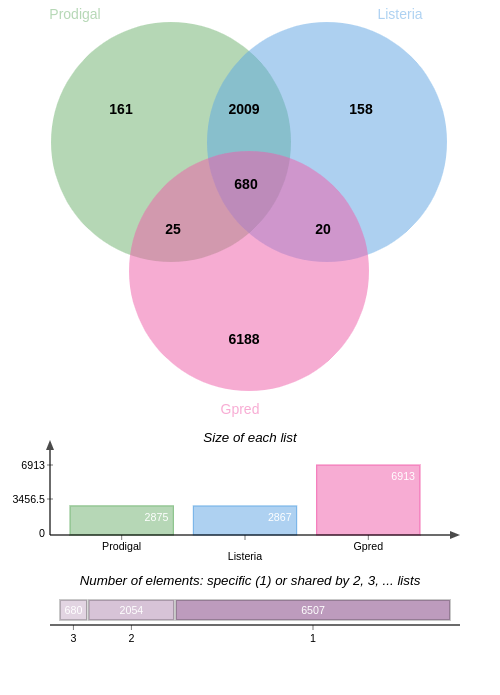 Prodigal Listeria
161 2009 158
680
25 20
6188
Gpred
Size of each list
6913
3456.5
0
2875 2867 6913
Prodigal Listeria Gpred
Number of elements: specific (1) or shared by 2, 3, ... lists
680 2054 6507
3 2 1